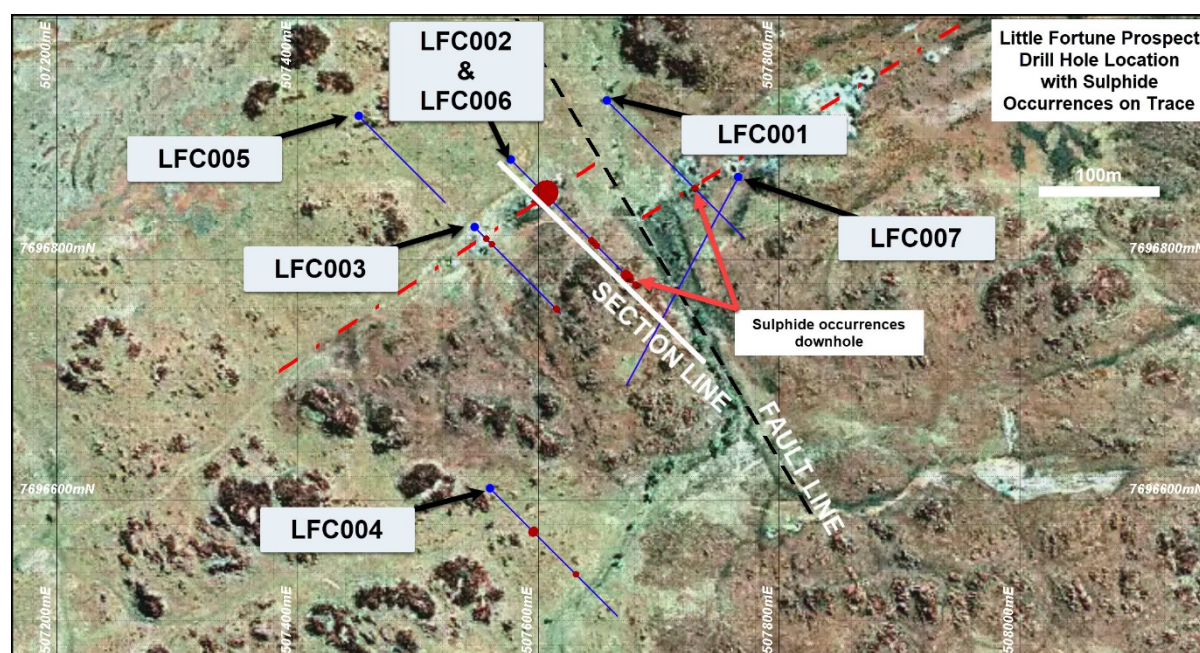 507200mE
507400mE
507800mE
LFC002
&
LFC006
Little Fortune Prospect
Drill Hole Location
with Sulphide
Occurrences on Trace
LFC005
LFC001
100m
LFC007
7696800mN
7696800mN
LFC003
Sulphide occurrences
downhole
SECTION LINE
FAULT LINE
7696600mN
7696600mN
LFC004
507200mE
507400mE
507600mE
507800mE
508000mE